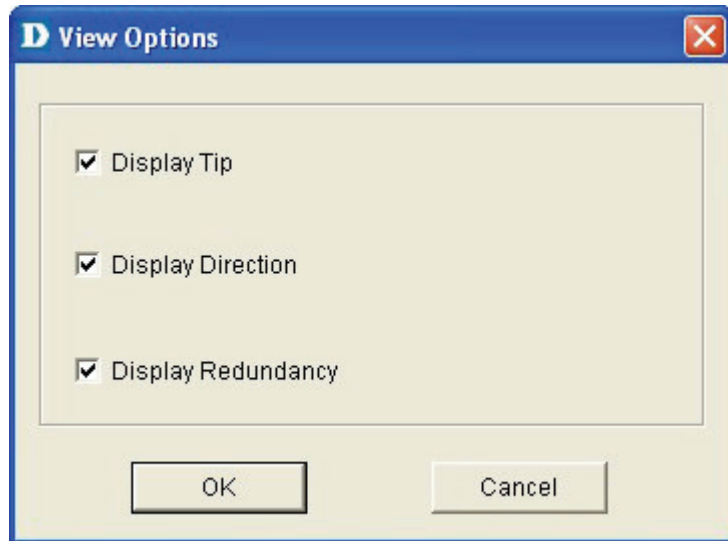 D View Options
Display Tip
Display Direction
Display Redundancy
OK Cancel